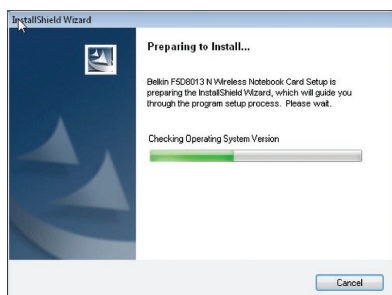 InstallShield Wizard
Preparing to Install...
Belkin F5D8013 N Wireless Notebook Card Setup is
preparing the InstallShield Wizard, which will guide you
through the program setup process. Please wait.
Checking Operating System Version
Cancel